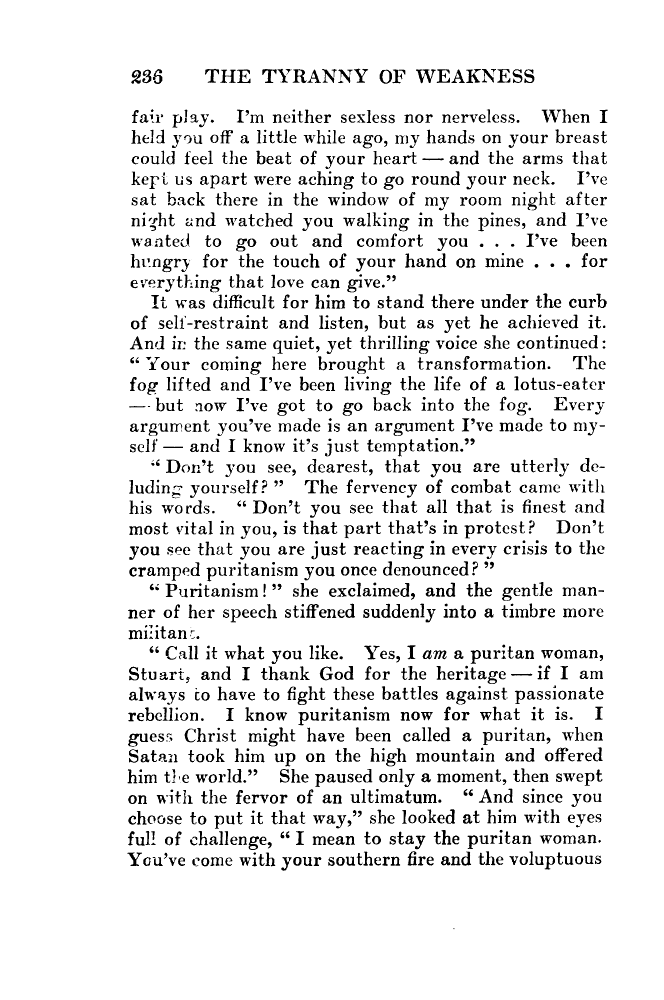 236 THE TYRANNY OF WEAKNESS
fair play. I'm neither sexless nor nerveless. When I
held you off a little while ago, my hands on your breast
could feel the beat of your heart — and the arms that
kept us apart were aching to go round your neck. I've
sat back there in the window of my room night after
night and watched you walking in the pines, and I've
wanted to go out and comfort you . . . I've been
hungry for the touch of your hand on mine . . . for
everything that love can give."
It was difficult for him to stand there under the curb
of self-restraint and listen, but as yet he achieved it.
And in the same quiet, yet thrilling voice she continued:
" Your coming here brought a transformation. The
fog lifted and I've been living the life of a lotus-eater
— but now I've got to go back into the fog. Every
argument you've made is an argument I've made to my-
self — and I know it's just temptation."
" Don't you see, dearest, that you are utterly de-
luding yourself? " The fervency of combat came with
his words. " Don't you see that all that is finest and
most vital in you, is that part that's in protest? Don't
you see that you are just reacting in every crisis to the
cramped puritanism you once denounced? "
" Puritanism! " she exclaimed, and the gentle man-
ner of her speech stiffened suddenly into a timbre more
militant.
" Call it what you like. Yes, I am a puritan woman,
Stuart, and I thank God for the heritage — if I am
always to have to fight these battles against passionate
rebellion. I know puritanism now for what it is. I
guess Christ might have been called a puritan, when
Satan took him up on the high mountain and offered
him the world." She paused only a moment, then swept
on with the fervor of an ultimatum. " And since you
choose to put it that way," she looked at him with eyes
full of challenge, " I mean to stay the puritan woman.
You've come with your southern fire and the voluptuous